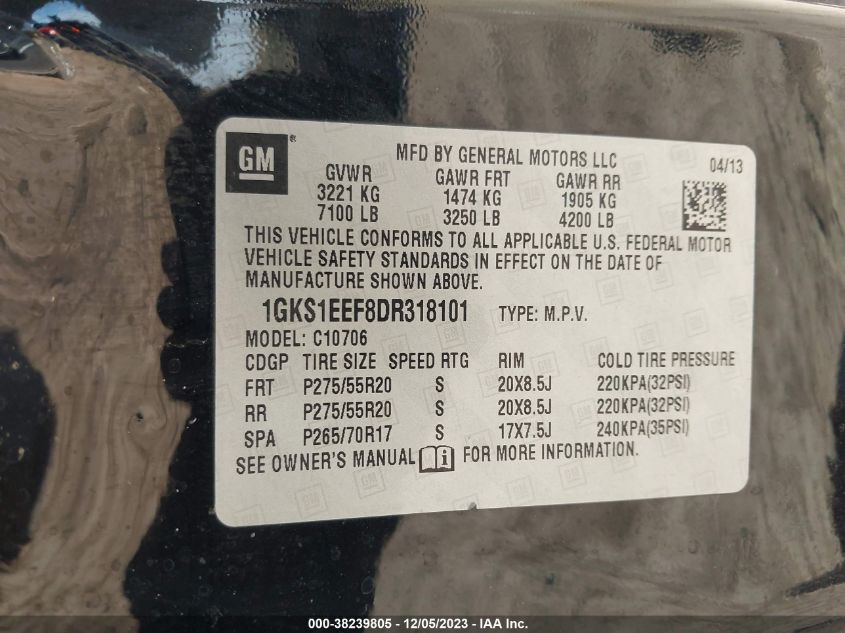 GM®
MFD BY GENERAL MOTORS LLC
04/13
GVWR GAWR FRT GAWR RR
3221 KG 1474 KG 1905 KG
7100 LB 3250 LB 4200 LB
THIS VEHICLE CONFORMS TO ALL APPLICABLE U.S. FEDERAL MOTOR
VEHICLE SAFETY STANDARDS IN EFFECT ON THE DATE OF
MANUFACTURE SHOWN ABOVE.
1GKS1EEF8DR318101 TYPE: M.P.V.
MODEL: C10706
CDGP TIRE SIZE SPEED RTG RIM COLD TIRE PRESSURE
FRT P275/55R20 S 20X8.5J 220KPA(32PSI)
RR P275/55R20 S 20X8.5J 220KPA(32PSI)
SPA P265/70R17 S 17X7.5J 240KPA(35PSI)
SEE OWNER'S MANUAL i FOR MORE INFORMATION.
000-38239805 - 12/05/2023 - IAA Inc.